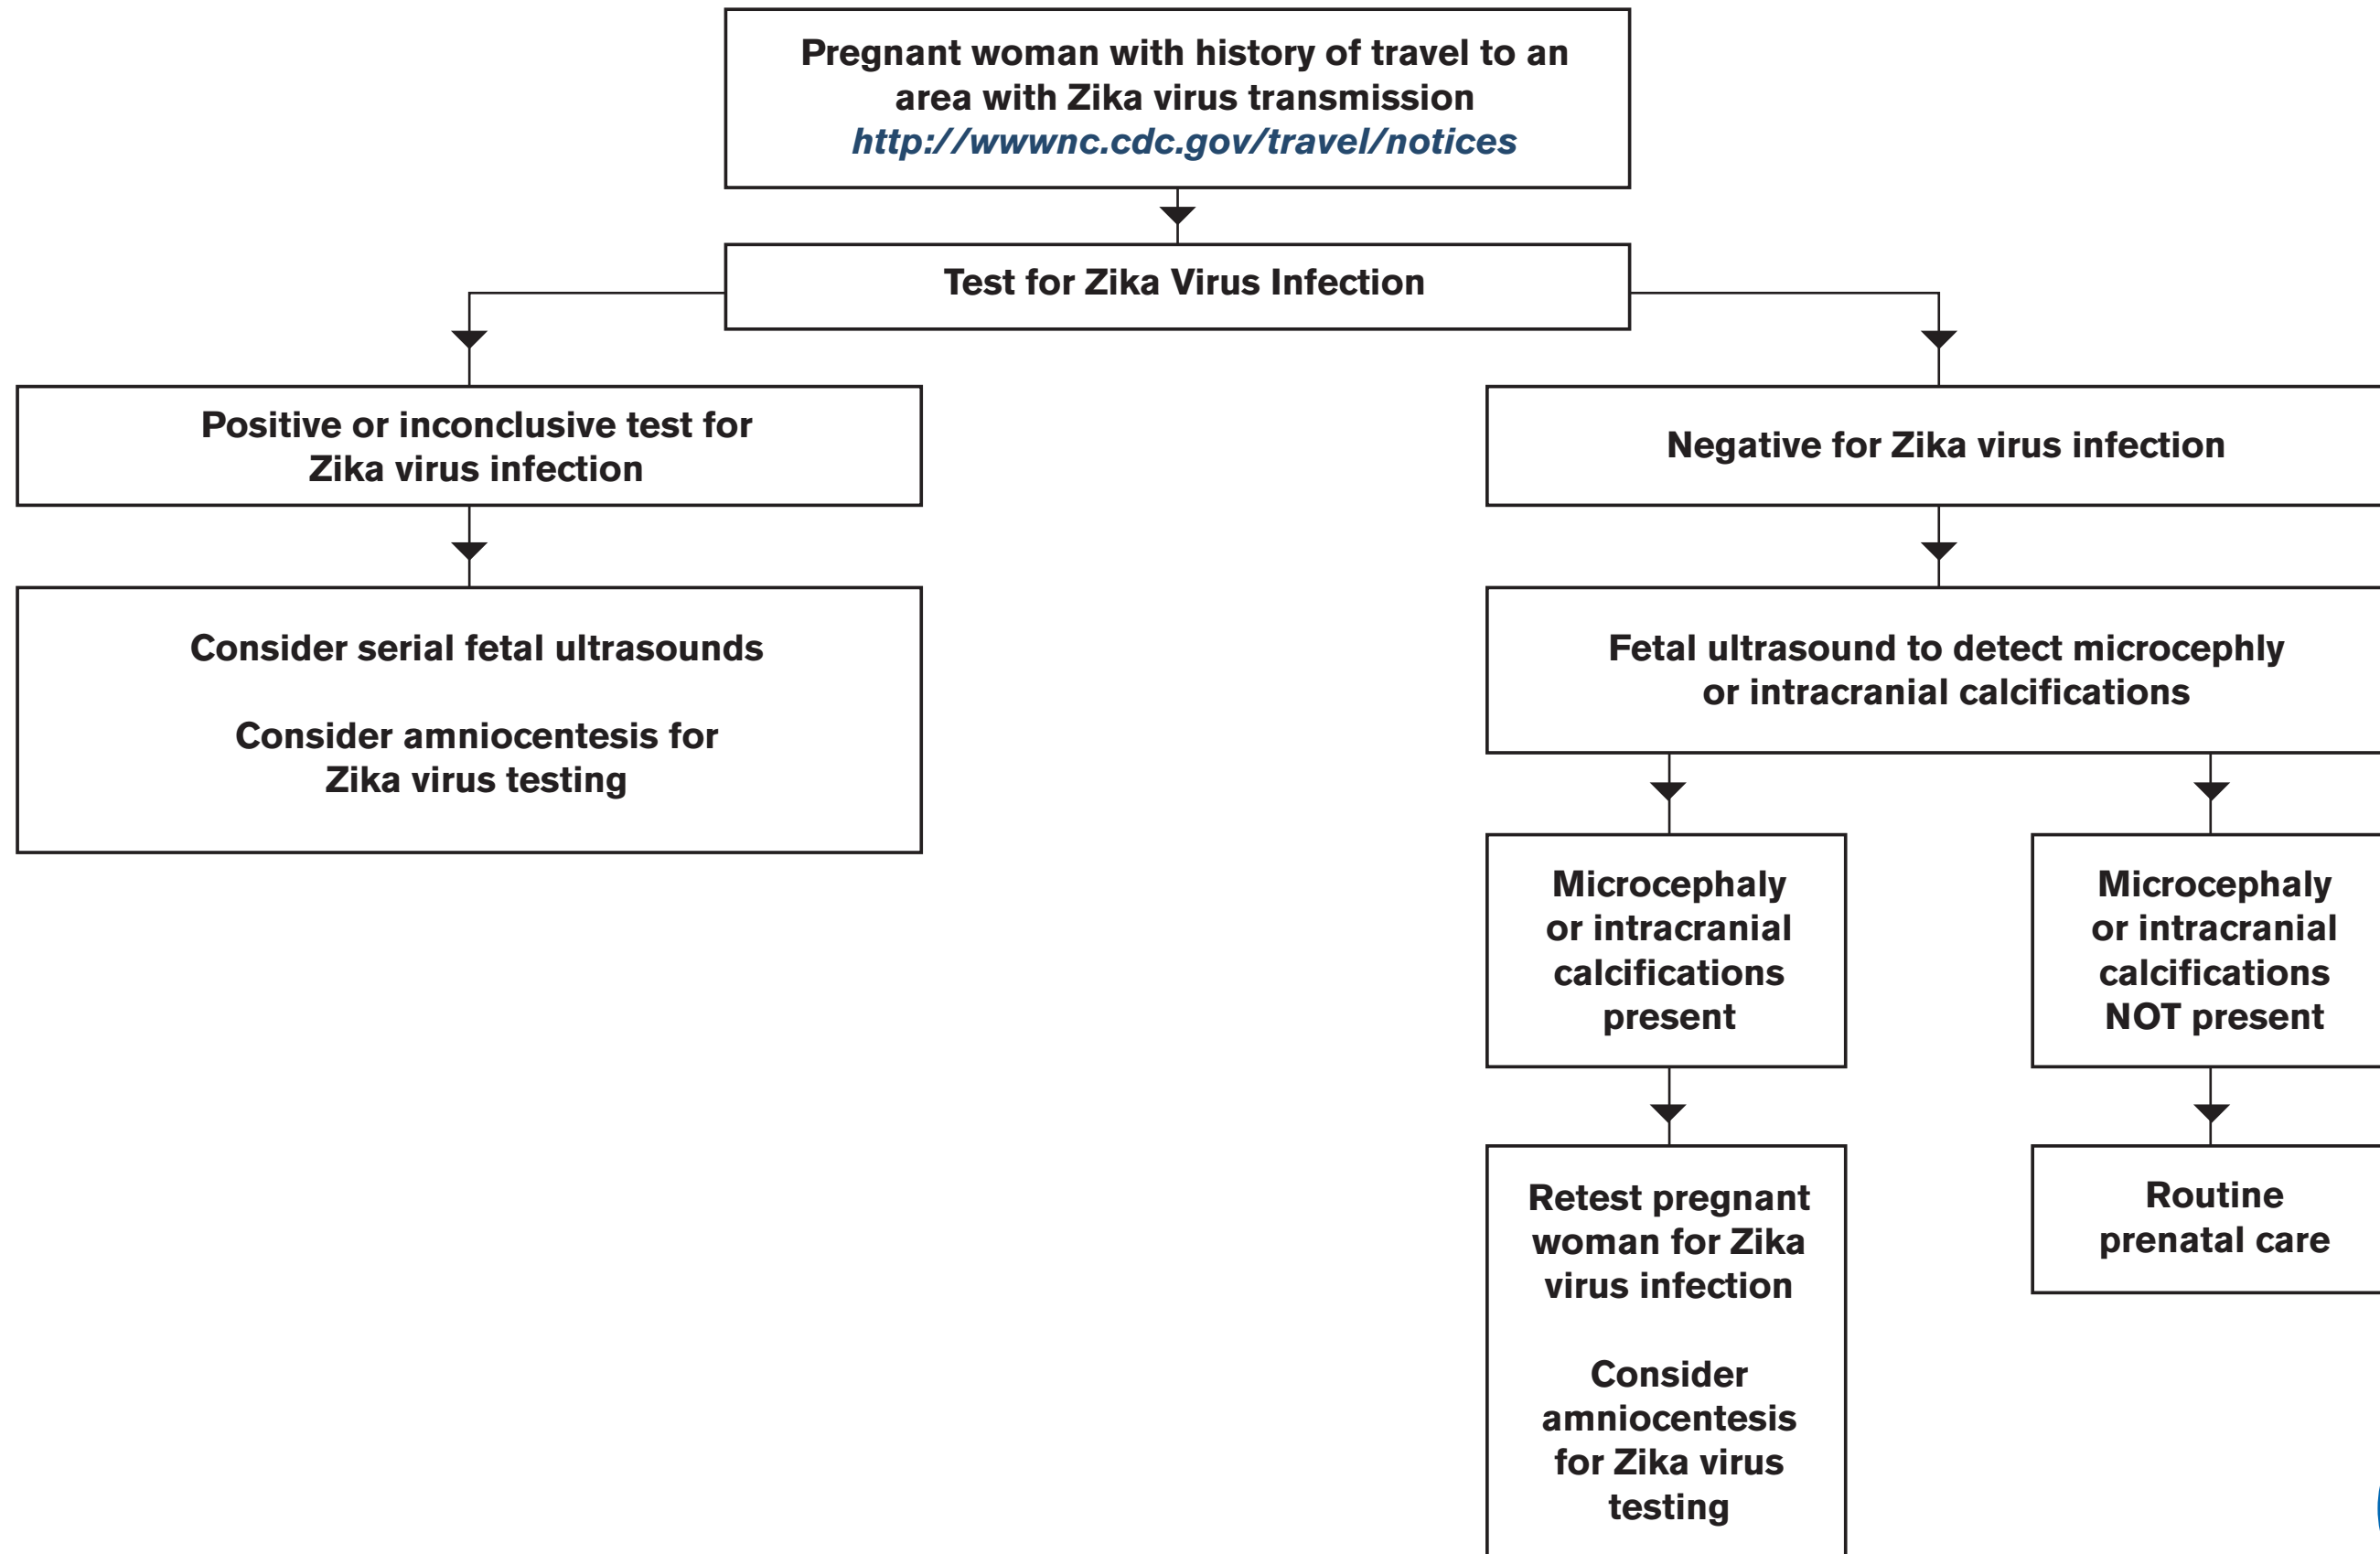 Pregnant woman with history of travel to an
area with Zika virus transmission
http://wwwnc.cdc.gov/travel/notices
Test for Zika Virus Infection
Positive or inconclusive test for
Zika virus infection
Negative for Zika virus infection
Consider serial fetal ultrasounds
Consider amniocentesis for
Zika virus testing
Fetal ultrasound to detect microcephly
or intracranial calcifications
Microcephaly
or intracranial
calcifications
present
Microcephaly
or intracranial
calcifications
NOT present
Retest pregnant
woman for Zika
virus infection
Consider
amniocentesis
for Zika virus
testing
Routine
prenatal care